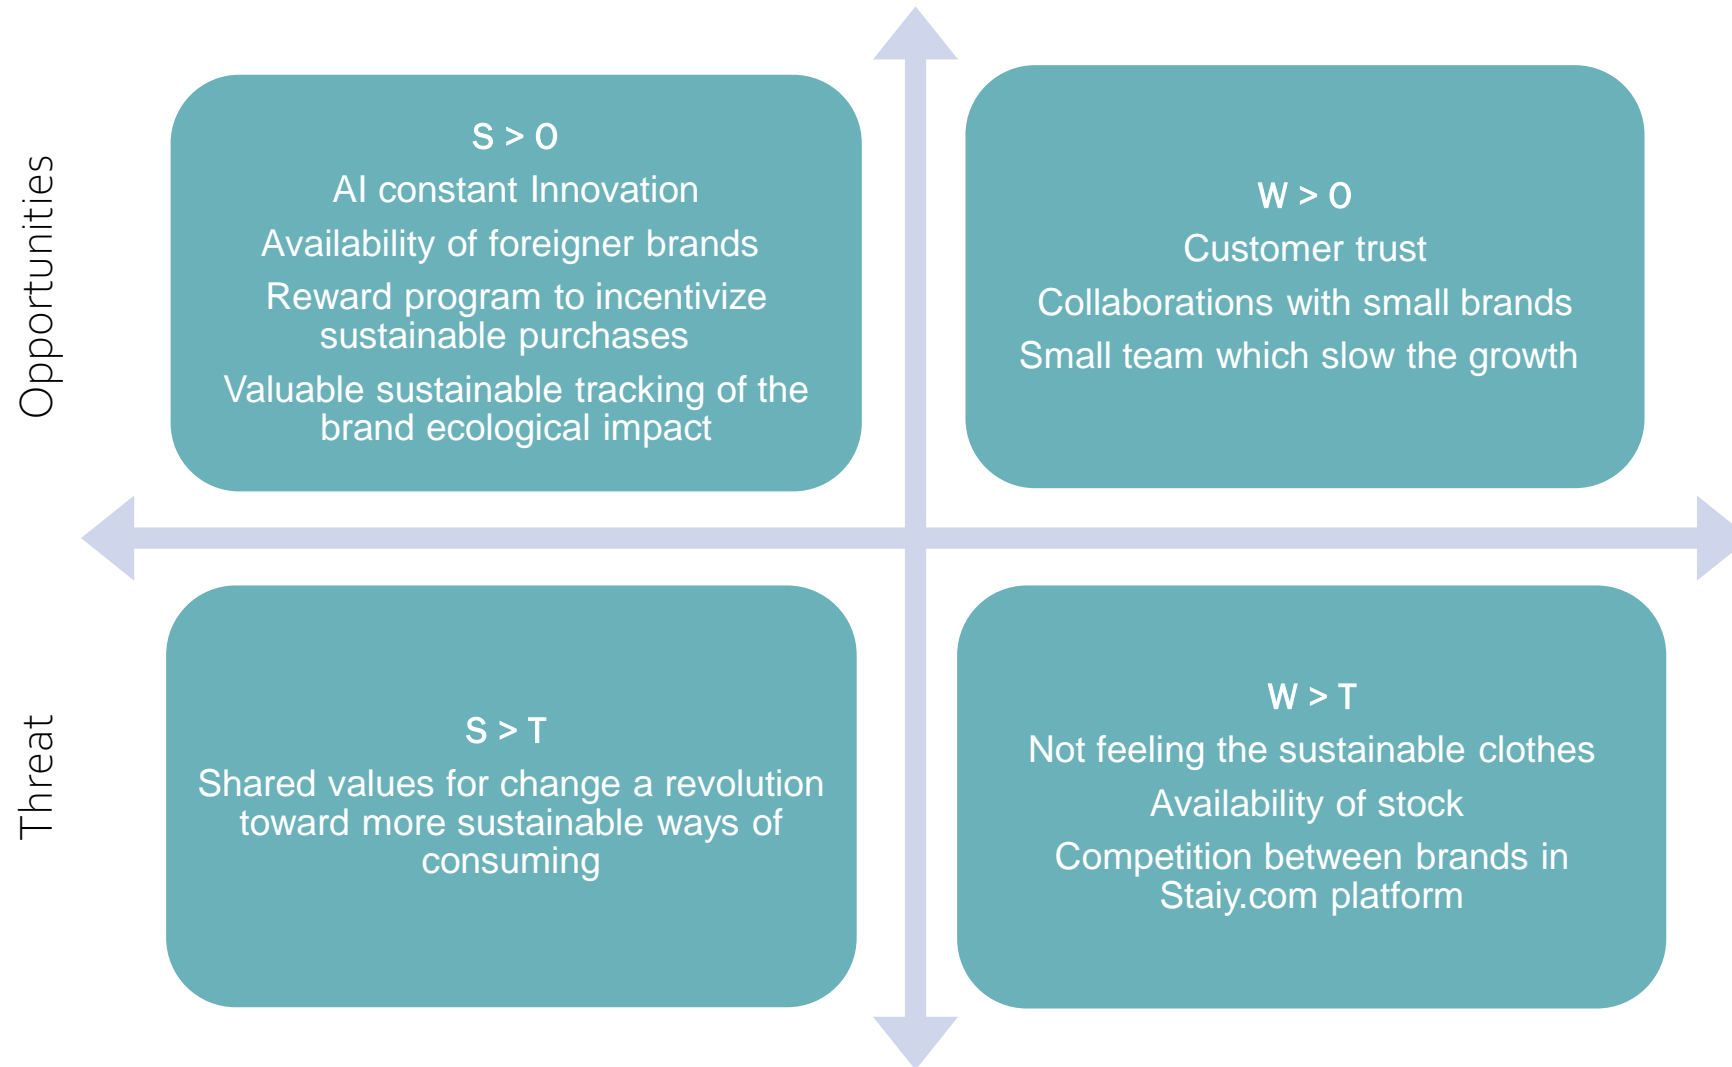 Opportunities
S > O
AI constant Innovation
Availability of foreigner brands
Reward program to incentivize
sustainable purchases
Valuable sustainable tracking of the
brand ecological impact
W > O
Customer trust
Collaborations with small brands
Small team which slow the growth
Threat
S > T
Shared values for change a revolution
toward more sustainable ways of
consuming
W > T
Not feeling the sustainable clothes
Availability of stock
Competition between brands in
Staiy.com platform